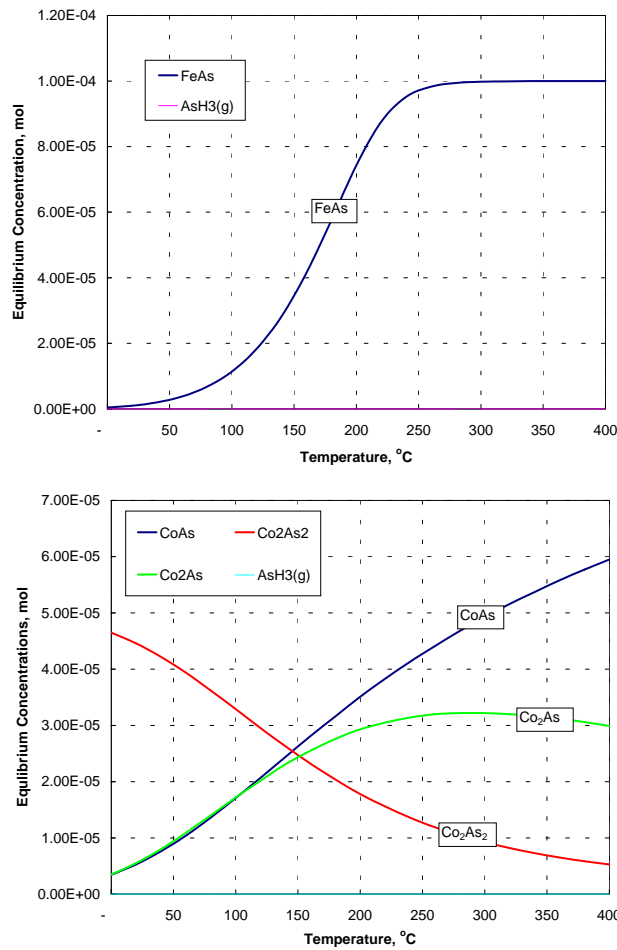 1.20E-04
1.00E-04
8.00E-05
6.00E-05
4.00E-05
2.00E-05
0.00E+00
Equilibrium Concentration, mol
FeAs
AsH3(g)
FeAs
- 50 100 150 200 250 300 350 400
Temperature, °C
7.00E-05
6.00E-05
5.00E-05
4.00E-05
3.00E-05
2.00E-05
1.00E-05
0.00E+00
Equlibrium Concentrations, mol
CoAs Co2As2
Co2As AsH3(g)
CoAs
Co₂As
Co₂As₂
- 50 100 150 200 250 300 350 400
Temperature, °C